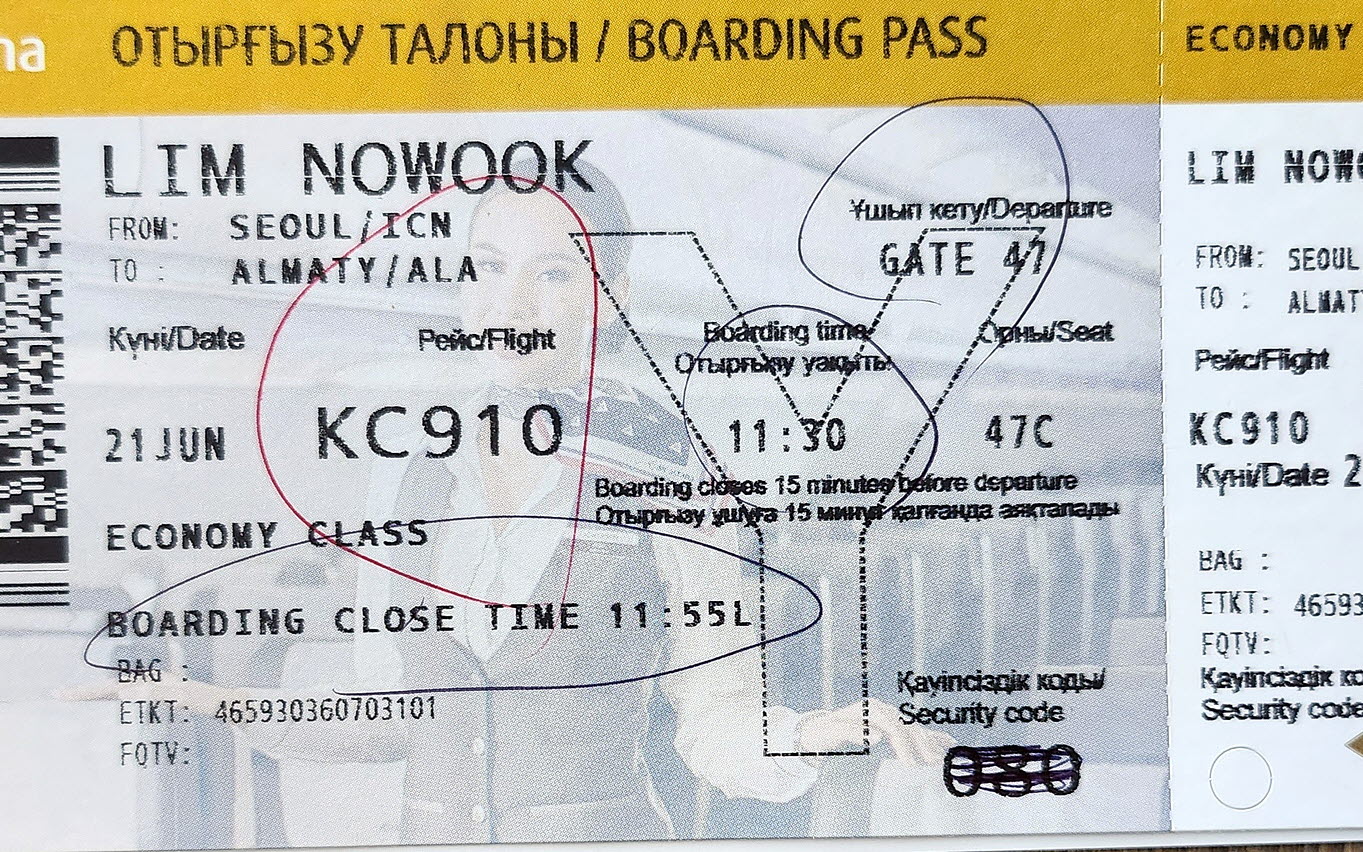 na ОТЫРҒЫЗУ ТАЛОНЫ / BOARDING PASS
LIM NOWOOK
FROM: SEOUL/ICN
TO : ALMATY/ALA
Ұшып кету/Departure
GATE 47
Күні/Date Рейс/Flight
Boarding time/
Отырғызу уақыты
Орны/Seat
21JUN KC910 11:30 47C
Boarding closes 15 minutes before departure
Отырғызу ұшуға 15 минут қалғанда аяқталады
ECONOMY CLASS
BOARDING CLOSE TIME 11:55L
BAG :
ETKT: 465930360703101
FQTV:
Қауіпсіздік коды/
Security code
Y
ECONOMY
LIM NOWO
FROM: SEOUL
TO : ALMAT
Рейс/Flight
KC910
Күні/Date 2
BAG :
ETKT: 46593
FQTV:
Қауіпсіздік ко
Security code